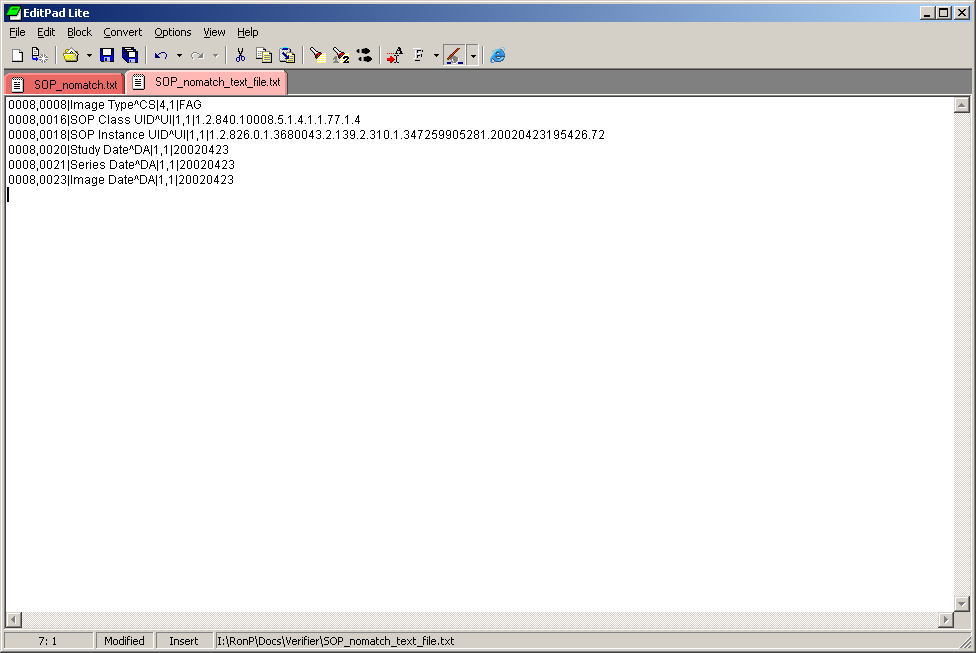 EditPad Lite
File Edit Block Convert Options View Help
SOP_nomatch.txt SOP_nomatch_text_file.txt
0008,0008|Image Type^CS|4,1|FAG
0008,0016|SOP Class UID^UI|1,1|1.2.840.10008.5.1.4.1.1.77.1.4
0008,0018|SOP Instance UID^UI|1,1|1.2.826.0.1.3680043.2.139.2.310.1.347259905281.20020423195426.72
0008,0020|Study Date^DA|1,1|20020423
0008,0021|Series Date^DA|1,1|20020423
0008,0023|Image Date^DA|1,1|20020423
7: 1 Modified Insert I:\RonP\Docs\Verifier\SOP_nomatch_text_file.txt